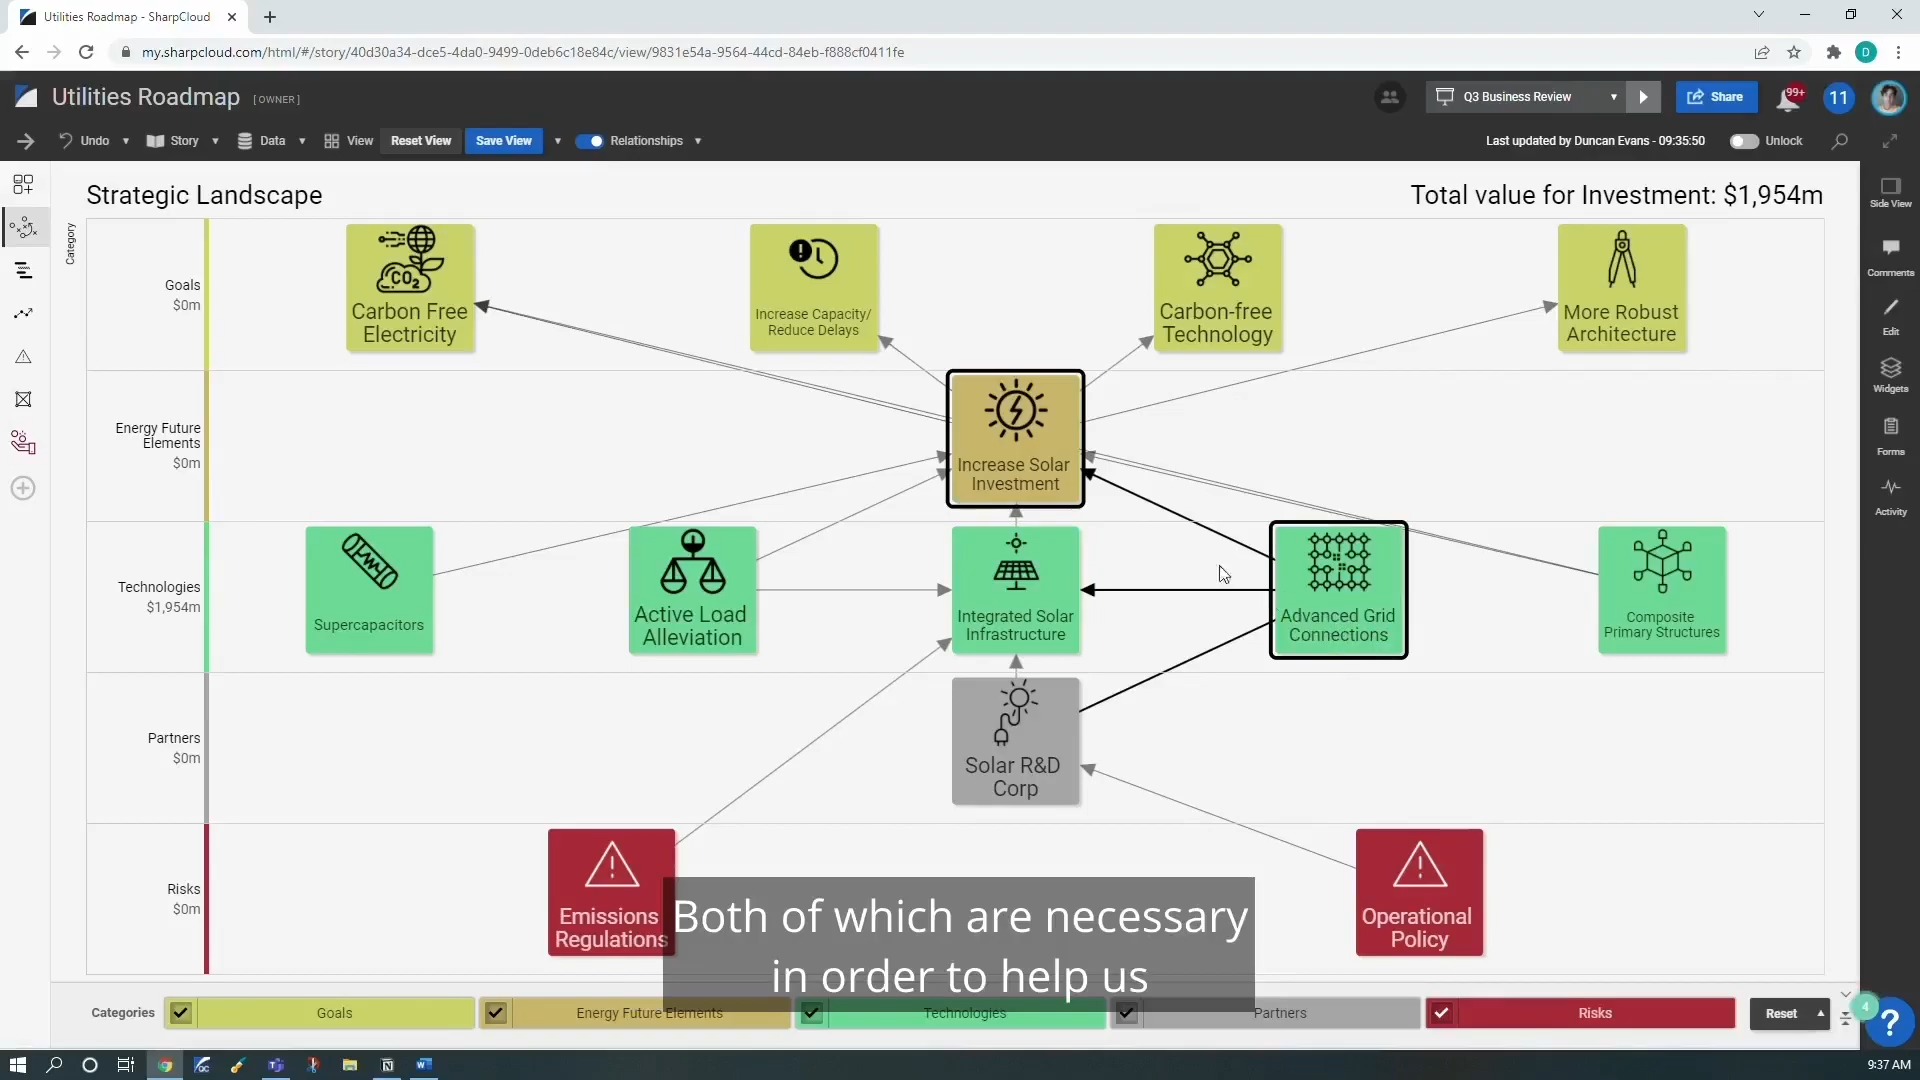 Utilities Roadmap - SharpCloud
my.sharpcloud.com/html/#/story/40d30a34-dce5-4da0-9499-0deb6c18e84c/view/9831e54a-9564-44cd-84eb-f888cf0411fe
D
Utilities Roadmap [OWNER]
Q3 Business Review
Share
99+
11
Undo
Story
Data
View
Reset View
Save View
Relationships
Last updated by Duncan Evans - 09:35:50
Unlock
Strategic Landscape
Total value for Investment: $1,954m
Category
Goals
$0m
CO2
Carbon Free
Electricity
Increase Capacity/
Reduce Delays
Carbon-free
Technology
More Robust
Architecture
Energy Future
Elements
$0m
Increase Solar
Investment
Technologies
$1,954m
Supercapacitors
Active Load
Alleviation
Integrated Solar
Infrastructure
Advanced Grid
Connections
Composite
Primary Structures
Partners
$0m
Solar R&D
Corp
Risks
$0m
Emissions
Regulations
Operational
Policy
Both of which are necessary
in order to help us
Categories
Goals
Energy Future Elements
Technologies
Partners
Risks
Reset
4
?
Side View
Comments
Edit
Widgets
Forms
Activity
9:37 AM